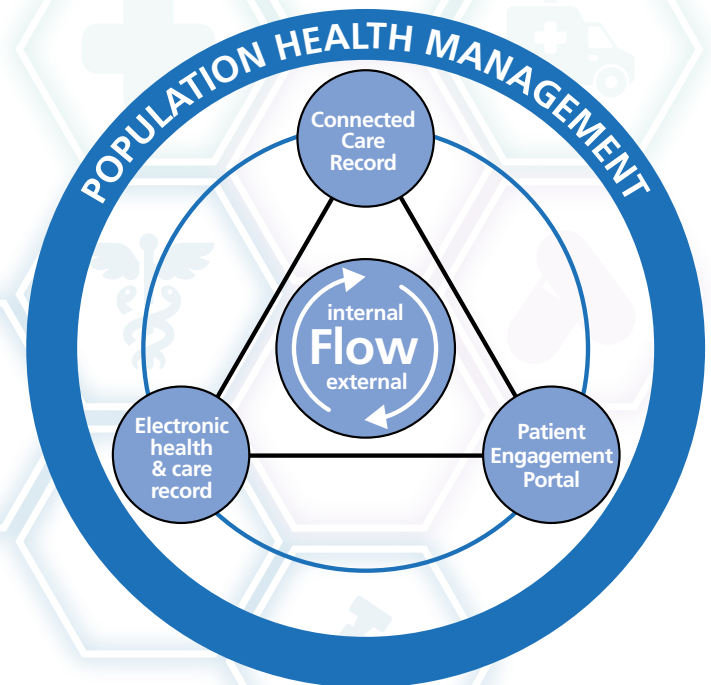 POPULATION HEALTH MANAGEMENT
Connected
Care
Record
internal
Flow
external
Electronic
health
& care
record
Patient
Engagement
Portal